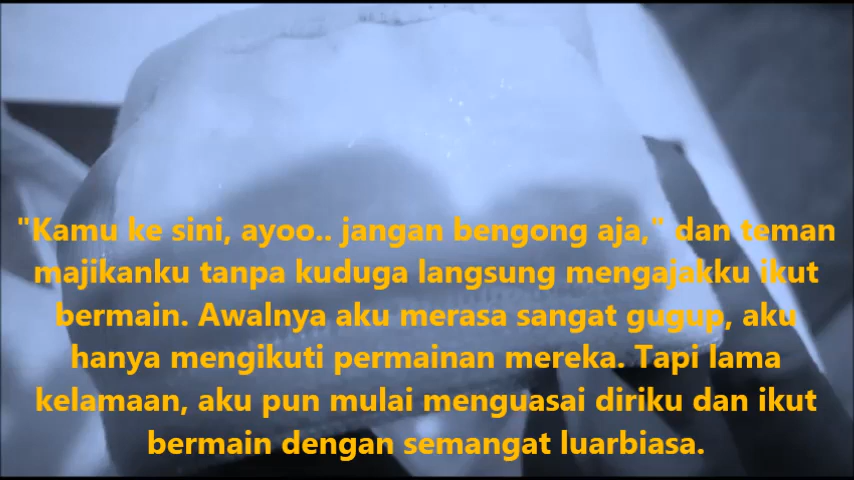 "Kamu ke sini, ayoo.. jangan bengong aja," dan teman
majikanku tanpa kuduga langsung mengajakku ikut
bermain. Awalnya aku merasa sangat gugup, aku
hanya mengikuti permainan mereka. Tapi lama
kelamaan, aku pun mulai menguasai diriku dan ikut
bermain dengan semangat luarbiasa.